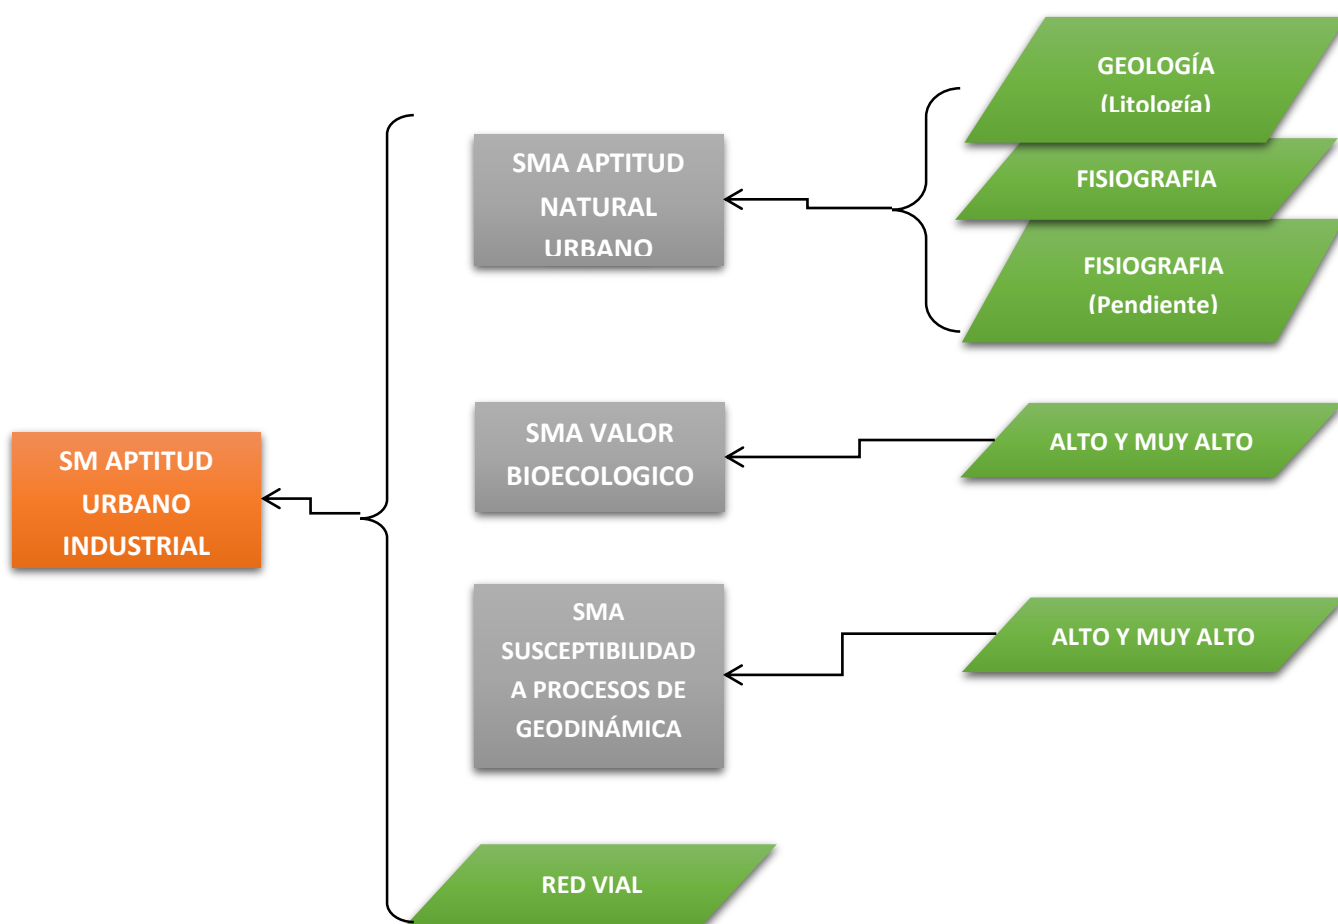 GEOLOGÍA
(Litología)
SMA APTITUD
NATURAL
URBANO
FISIOGRAFIA
FISIOGRAFIA
(Pendiente)
SM APTITUD
URBANO
INDUSTRIAL
SMA VALOR
BIOECOLOGICO
ALTO Y MUY ALTO
SMA
SUSCEPTIBILIDAD
A PROCESOS DE
GEODINÁMICA
ALTO Y MUY ALTO
RED VIAL